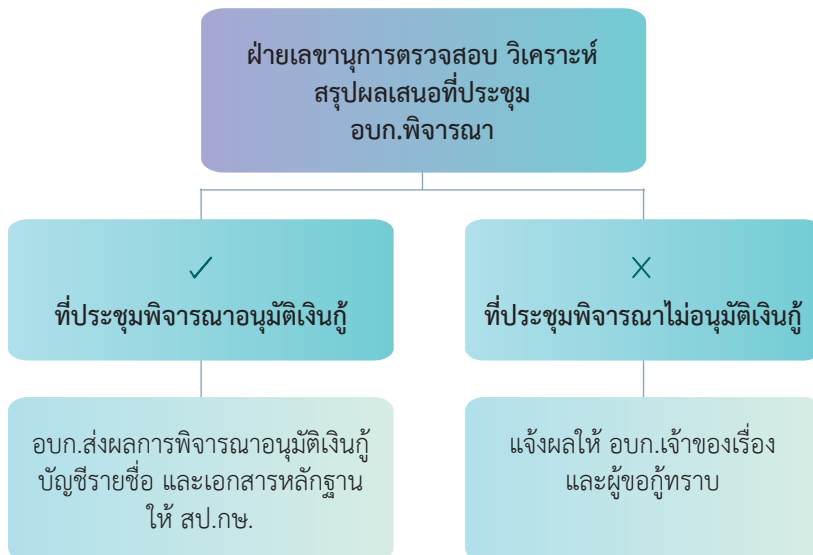 ฝ่ายเลขานุการตรวจสอบ วิเคราะห์
สรุปผลเสนอที่ประชุม
อบก.พิจารณา
ที่ประชุมพิจารณาอนุมัติเงินกู้
ที่ประชุมพิจารณาไม่อนุมัติเงินกู้
อบก.ส่งผลการพิจารณาอนุมัติเงินกู้
บัญชีรายชื่อ และเอกสารหลักฐาน
ให้ สป.กษ.
แจ้งผลให้ อบก.เจ้าของเรื่อง
และผู้ขอกู้ทราบ